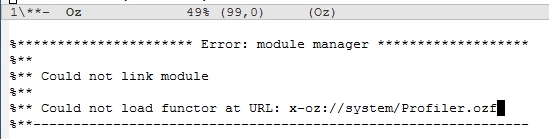 1\**-  Oz             49% (99,0)      (Oz)
%********************** Error: module manager *******************
%**
%** Could not link module
%**
%** Could not load functor at URL: x-oz://system/Profiler.ozf
%**--------------------------------------------------------------